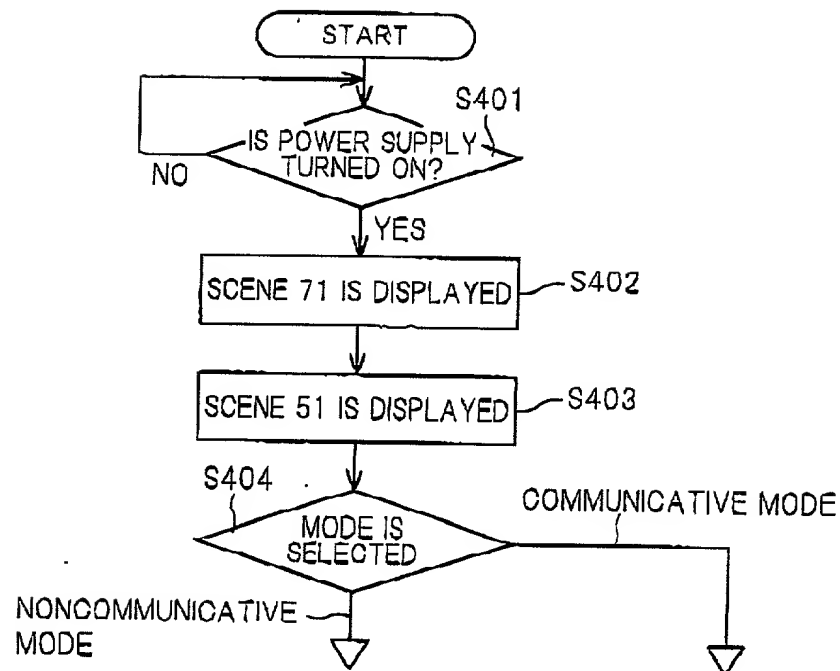 START
S401
IS POWER SUPPLY
TURNED ON?
NO
YES
SCENE 71 IS DISPLAYED
S402
SCENE 51 IS DISPLAYED
S403
S404
MODE IS
SELECTED
COMMUNICATIVE MODE
NONCOMMUNICATIVE
MODE